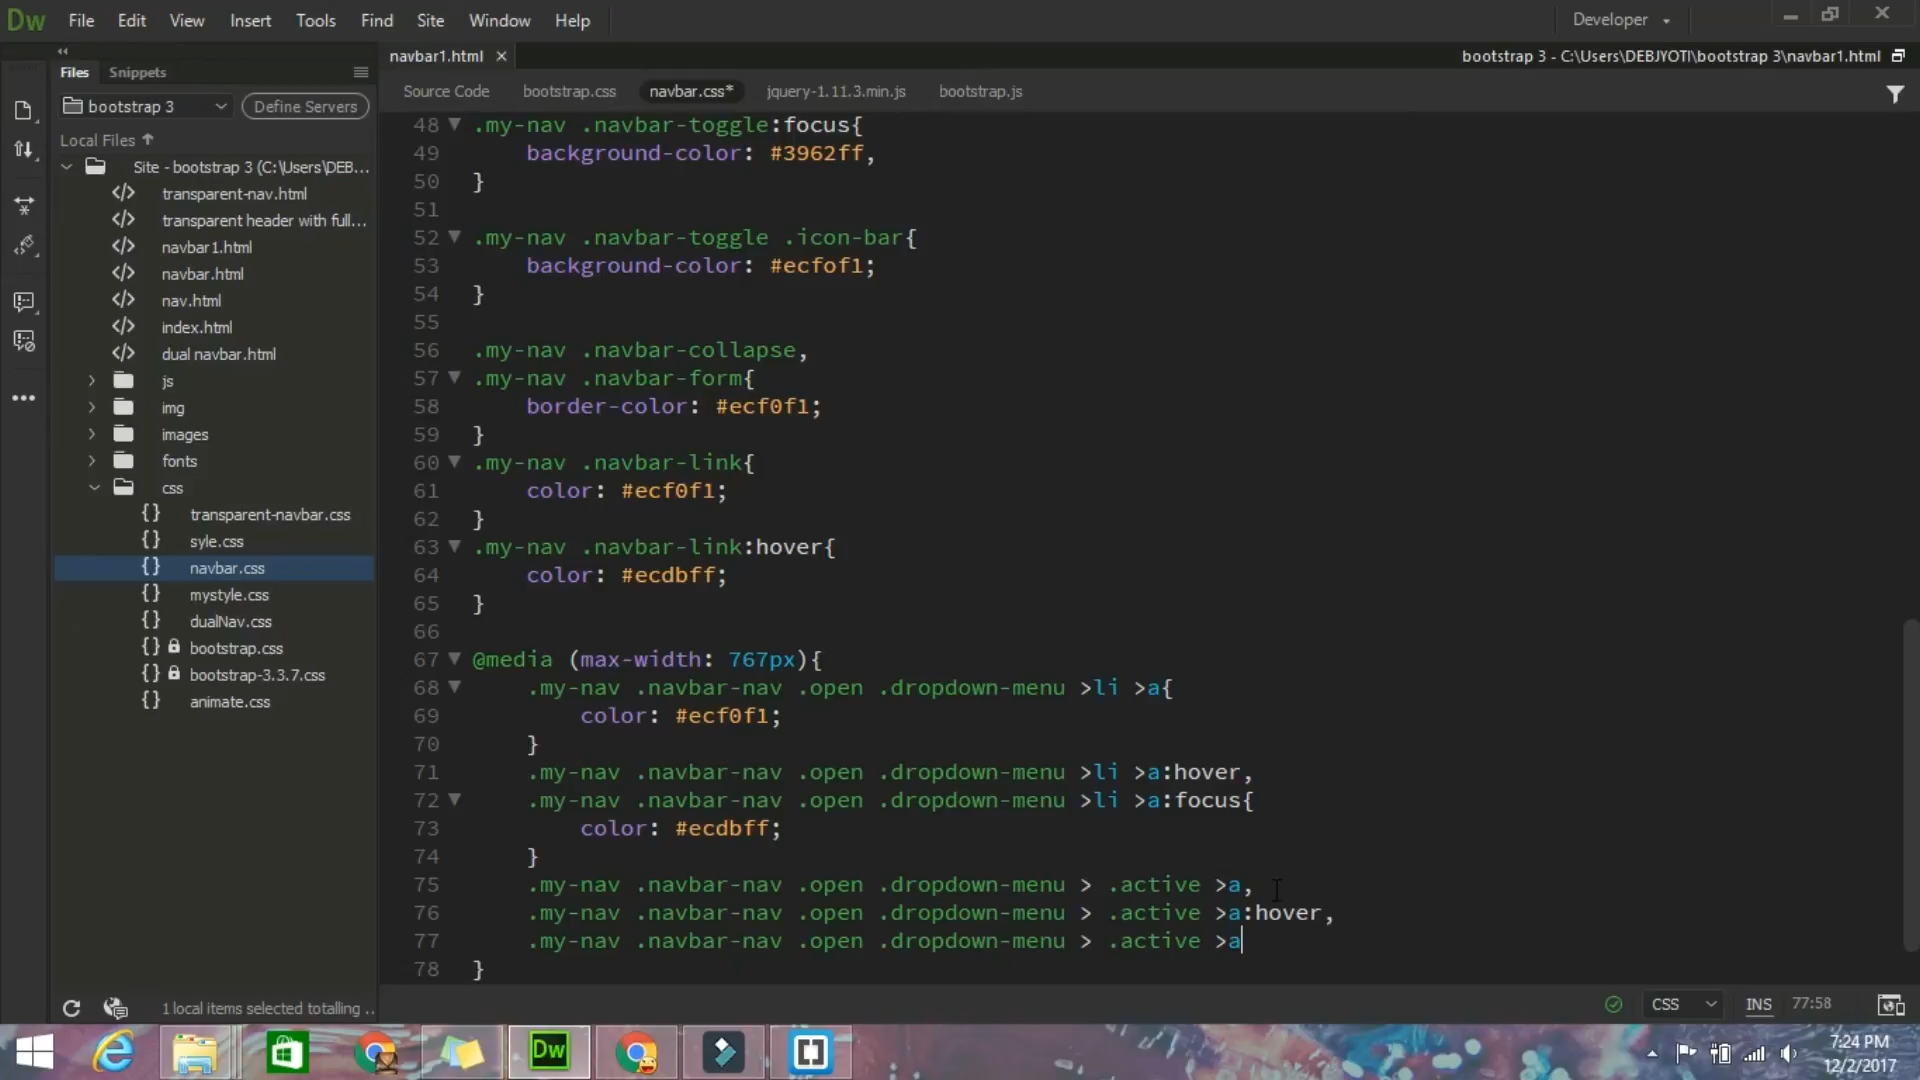 Dw File Edit View Insert Tools Find Site Window Help Developer
navbar1.html
bootstrap 3 - C:\Users\DEBJYOTI\bootstrap 3\navbar1.html
Files Snippets
Source Code bootstrap.css navbar.css* jquery-1.11.3.min.js bootstrap.js
bootstrap 3 Define Servers
Local Files
Site - bootstrap 3 (C:\Users\DEB...
transparent-nav.html
transparent header with full...
navbar1.html
navbar.html
nav.html
index.html
dual navbar.html
js
img
images
fonts
css
transparent-navbar.css
syle.css
navbar.css
mystyle.css
dualNav.css
bootstrap.css
bootstrap-3.3.7.css
animate.css
48 .my-nav .navbar-toggle:focus{
49 background-color: #3962ff,
50 }
51
52 .my-nav .navbar-toggle .icon-bar{
53 background-color: #ecfof1;
54 }
55
56 .my-nav .navbar-collapse,
57 .my-nav .navbar-form{
58 border-color: #ecf0f1;
59 }
60 .my-nav .navbar-link{
61 color: #ecf0f1;
62 }
63 .my-nav .navbar-link:hover{
64 color: #ecdbff;
65 }
66
67 @media (max-width: 767px){
68 .my-nav .navbar-nav .open .dropdown-menu >li >a{
69 color: #ecf0f1;
70 }
71 .my-nav .navbar-nav .open .dropdown-menu >li >a:hover,
72 .my-nav .navbar-nav .open .dropdown-menu >li >a:focus{
73 color: #ecdbff;
74 }
75 .my-nav .navbar-nav .open .dropdown-menu > .active >a,
76 .my-nav .navbar-nav .open .dropdown-menu > .active >a:hover,
77 .my-nav .navbar-nav .open .dropdown-menu > .active >a
78 }
1 local items selected totalling ..
CSS INS 77:58
Dw
7:24 PM
12/2/2017